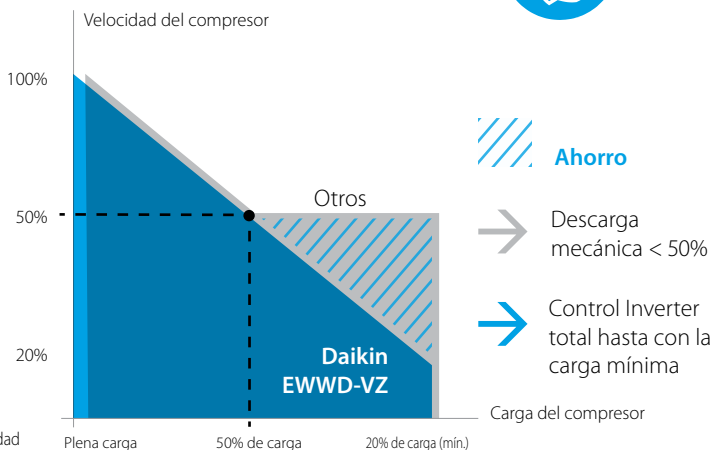 Velocidad del compresor
100%
50%
20%
Otros
Daikin
EWWD-VZ
Ahorro
Descarga
mecánica < 50%
Control Inverter
total hasta con la
carga mínima
Carga del compresor
Plena carga
50% de carga
20% de carga (mín.)